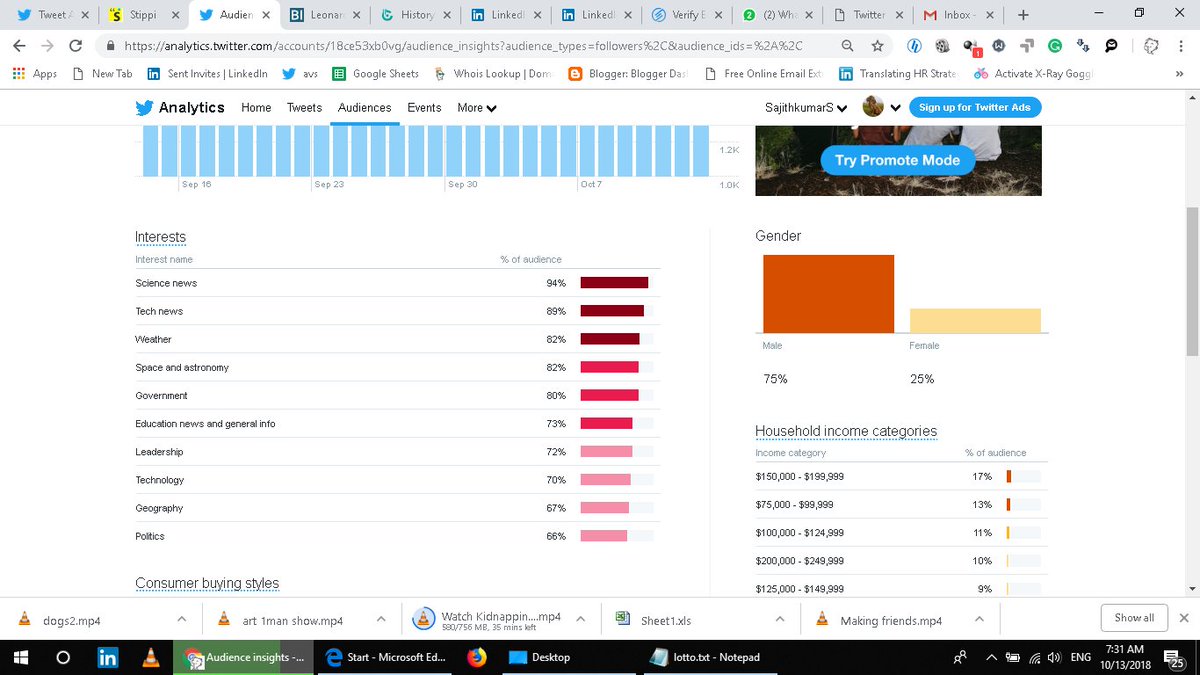 Tweet A
Stippi
Audien
Leonar
History
LinkedI
LinkedI
Verify E
(2) Wha
Twitter
Gmail Inbox -
https://analytics.twitter.com/accounts/18ce53xb0vg/audience_insights?audience_types=followers%2C&audience_ids=%2A%2C
Apps
New Tab
Sent Invites | LinkedIn
avs
Google Sheets
Whois Lookup | Dom
Blogger: Blogger Das
Free Online Email Ext
Translating HR Strate
Activate X-Ray Goggl
Analytics
Home
Tweets
Audiences
Events
More
SajithkumarS
Sign up for Twitter Ads
1.2K
1.0K
Sep 16
Sep 23
Sep 30
Oct 7
Try Promote Mode
Interests
Interest name % of audience
Science news 94%
Tech news 89%
Weather 82%
Space and astronomy 82%
Government 80%
Education news and general info 73%
Leadership 72%
Technology 70%
Geography 67%
Politics 66%
Consumer buying styles
Gender
Male Female
75% 25%
Household income categories
Income category % of audience
$150,000 - $199,999 17%
$75,000 - $99,999 13%
$100,000 - $124,999 11%
$200,000 - $249,999 10%
$125,000 - $149,999 9%
dogs2.mp4
art 1man show.mp4
Watch Kidnappin....mp4
580/756 MB, 35 mins left
Sheet1.xls
Making friends.mp4
Show all
Audience insights -...
Start - Microsoft Ed...
Desktop
lotto.txt - Notepad
ENG
7:31 AM
10/13/2018
25